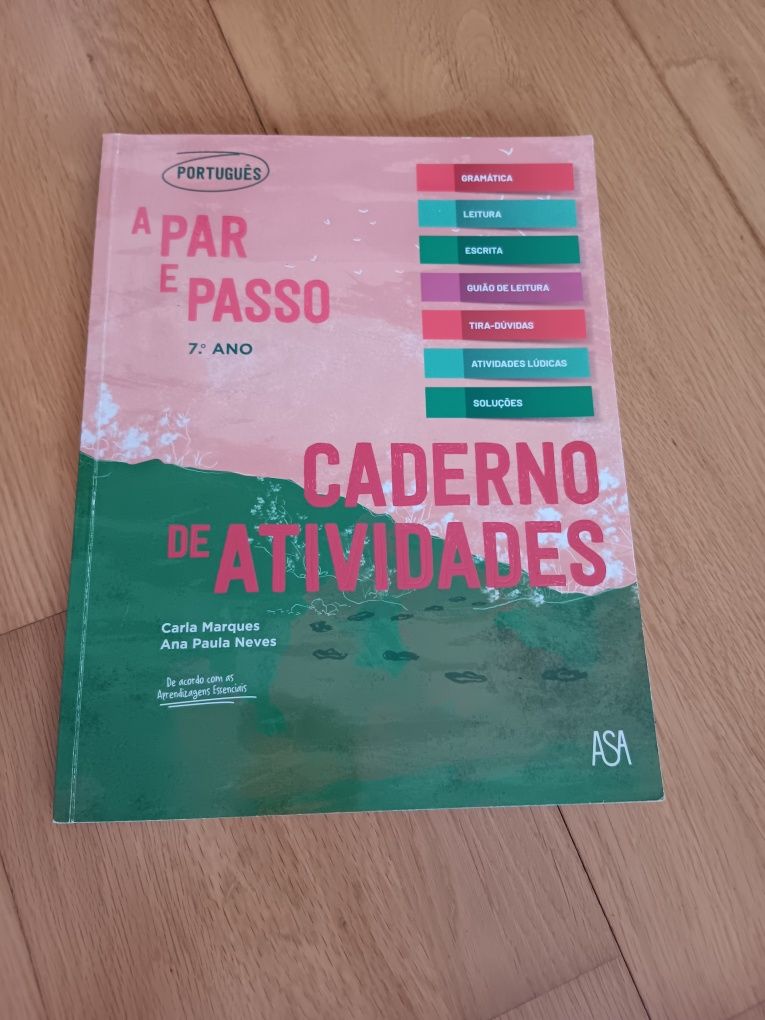 PORTUGUÊS
A PAR
E PASSO
7.º ANO
GRAMÁTICA
LEITURA
ESCRITA
GUIÃO DE LEITURA
TIRA-DÚVIDAS
ATIVIDADES LÚDICAS
SOLUÇÕES
CADERNO
DE ATIVIDADES
Carla Marques
Ana Paula Neves
De acordo com as
Aprendizagens Essenciais
ASA